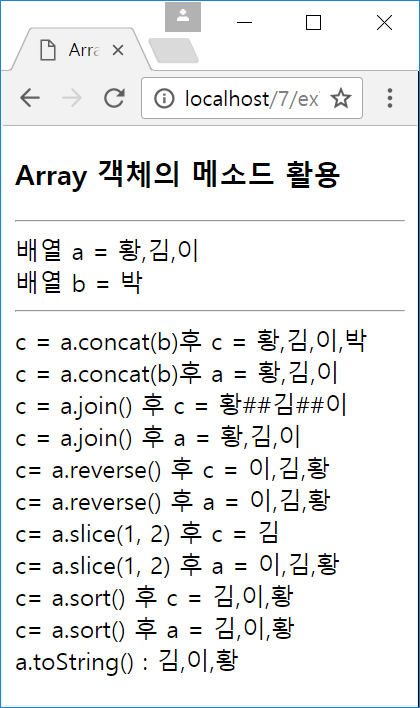 Arra
localhost/7/ex
Array 객체의 메소드 활용
배열 a = 황,김,이
배열 b = 박
c = a.concat(b)후 c = 황,김,이,박
c = a.concat(b)후 a = 황,김,이
c = a.join() 후 c = 황##김##이
c = a.join() 후 a = 황,김,이
c= a.reverse() 후 c = 이,김,황
c= a.reverse() 후 a = 이,김,황
c= a.slice(1, 2) 후 c = 김
c= a.slice(1, 2) 후 a = 이,김,황
c= a.sort() 후 c = 김,이,황
c= a.sort() 후 a = 김,이,황
a.toString() : 김,이,황